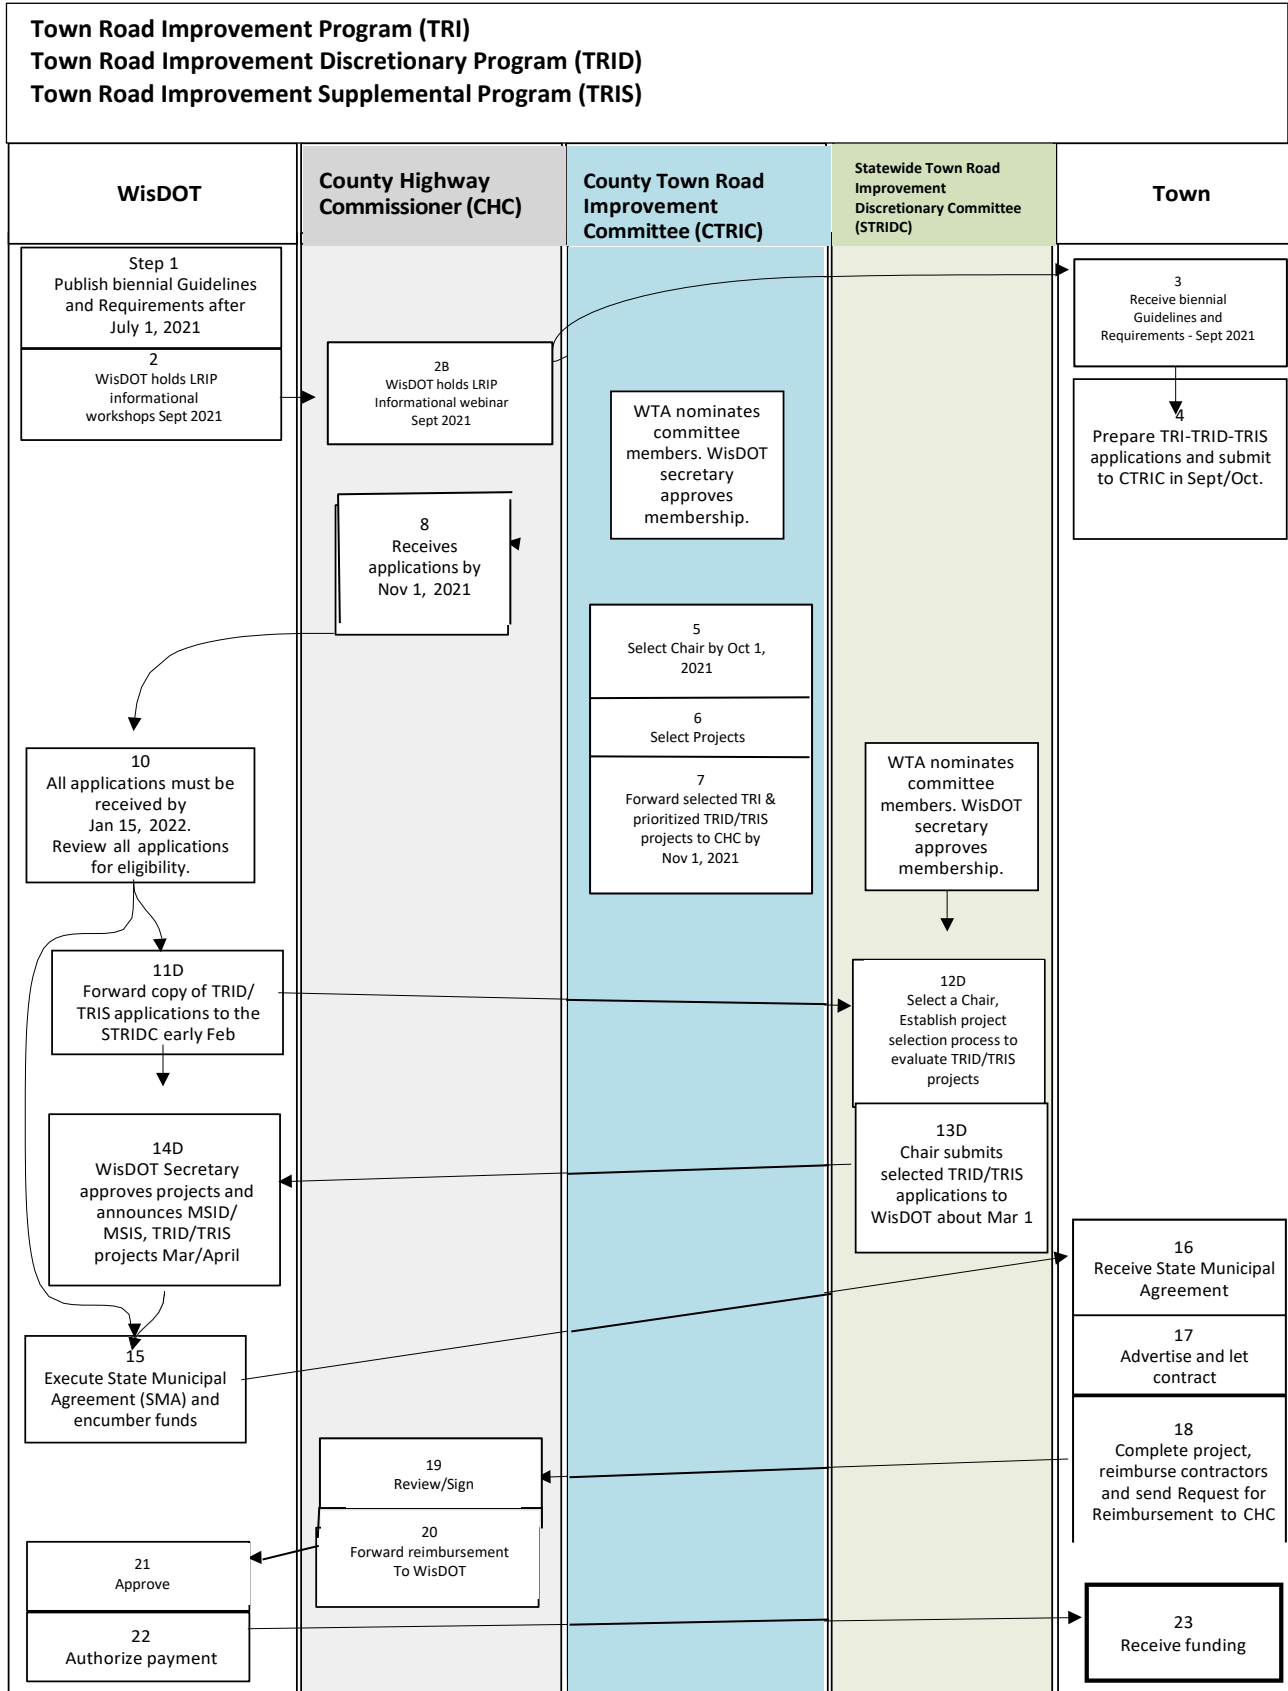 Town Road Improvement Program (TRI)
Town Road Improvement Discretionary Program (TRID)
Town Road Improvement Supplemental Program (TRIS)
WisDOT
County Highway
Commissioner (CHC)
County Town Road
Improvement
Committee (CTRIC)
Statewide Town Road
Improvement
Discretionary Committee
(STRIDC)
Town
Step 1
Publish biennial Guidelines
and Requirements after
July 1, 2021
2
WisDOT holds LRIP
informational
workshops Sept 2021
2B
WisDOT holds LRIP
Informational webinar
Sept 2021
3
Receive biennial
Guidelines and
Requirements - Sept 2021
4
Prepare TRI-TRID-TRIS
applications and submit
to CTRIC in Sept/Oct.
WTA nominates
committee
members. WisDOT
secretary
approves
membership.
8
Receives
applications by
Nov 1, 2021
5
Select Chair by Oct 1,
2021
6
Select Projects
7
Forward selected TRI &
prioritized TRID/TRIS
projects to CHC by
Nov 1, 2021
10
All applications must be
received by
Jan 15, 2022.
Review all applications
for eligibility.
WTA nominates
committee
members. WisDOT
secretary
approves
membership.
11D
Forward copy of TRID/
TRIS applications to the
STRIDC early Feb
12D
Select a Chair,
Establish project
selection process to
evaluate TRID/TRIS
projects
13D
Chair submits
selected TRID/TRIS
applications to
WisDOT about Mar 1
14D
WisDOT Secretary
approves projects and
announces MSID/
MSIS, TRID/TRIS
projects Mar/April
15
Execute State Municipal
Agreement (SMA) and
encumber funds
16
Receive State Municipal
Agreement
17
Advertise and let
contract
18
Complete project,
reimburse contractors
and send Request for
Reimbursement to CHC
19
Review/Sign
20
Forward reimbursement
To WisDOT
21
Approve
22
Authorize payment
23
Receive funding